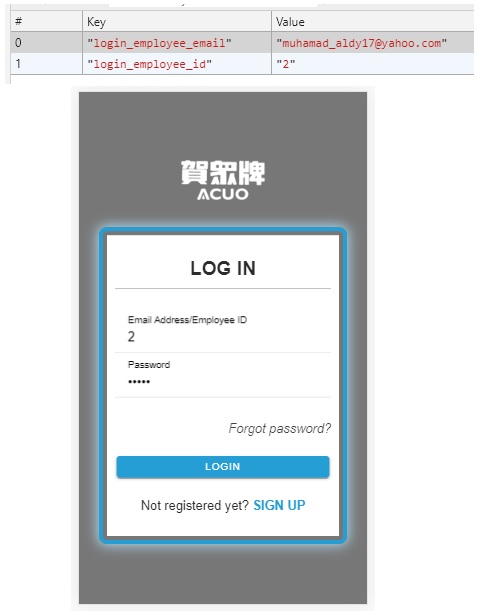 # Key Value
0 "login_employee_email" "muhamad_aldy17@yahoo.com"
1 "login_employee_id" "2"
賀眾牌
ACUO
LOG IN
Email Address/Employee ID
2
Password
•••••
Forgot password?
LOGIN
Not registered yet? SIGN UP